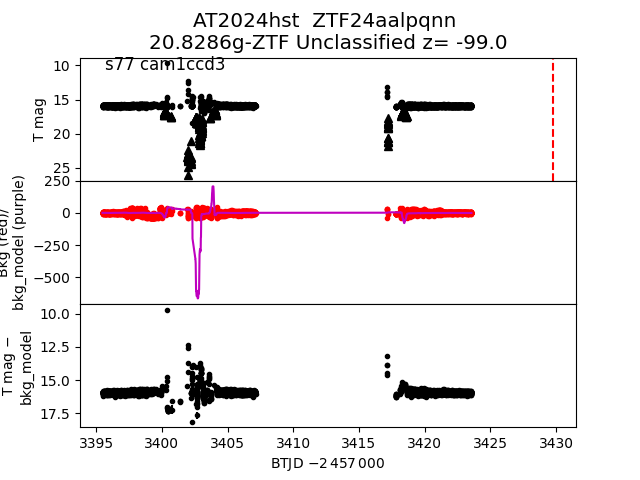 AT2024hst ZTF24aalpqnn
20.8286g-ZTF Unclassified z= -99.0
s77 cam1ccd3
10
15
20
25
T mag
250
0
−250
−500
Bkg (red)/
bkg_model (purple)
10.0
12.5
15.0
17.5
T mag −
bkg_model
3395 3400 3405 3410 3415 3420 3425 3430
BTJD −2 457 000